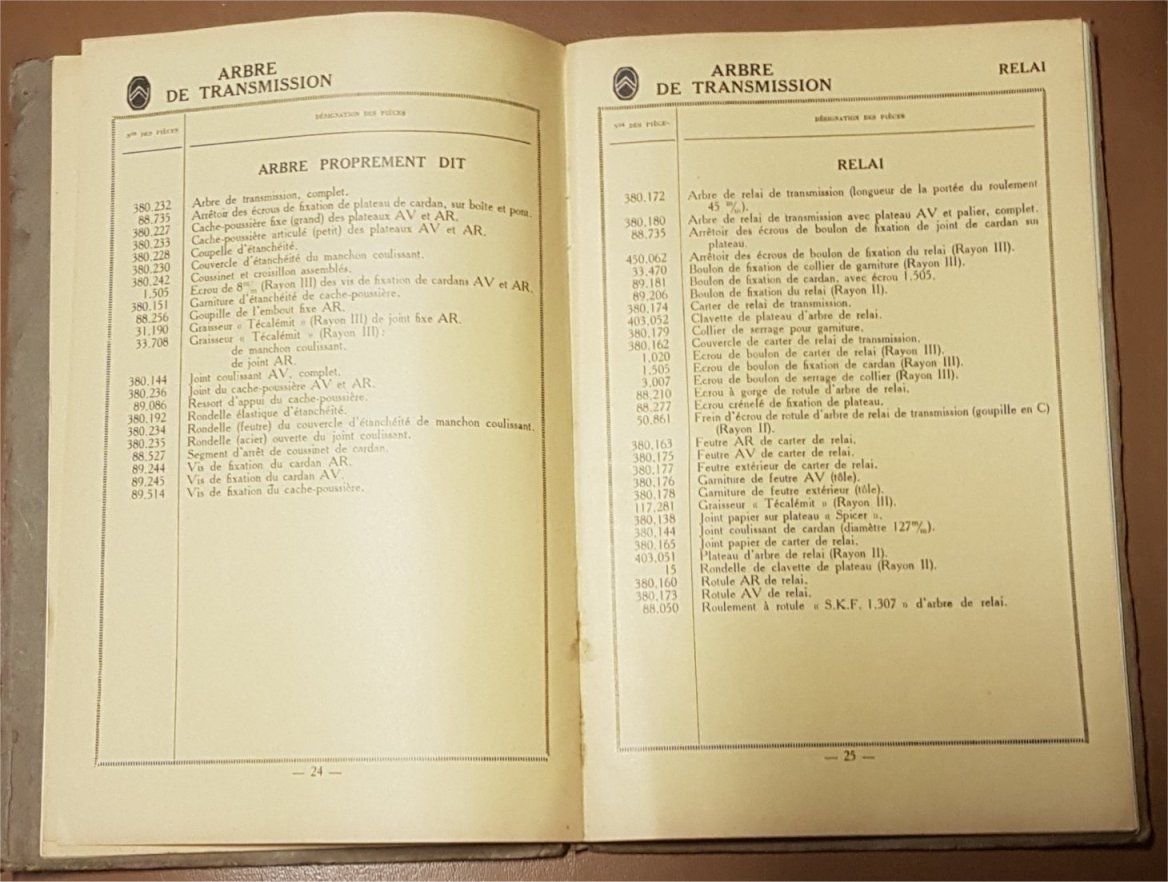 ARBRE
DE TRANSMISSION
Nos DES PIÈCES
DÉSIGNATION DES PIÈCES
ARBRE PROPREMENT DIT
380.232 Arbre de transmission, complet.
88.735 Arrêtoir des écrous de fixation de plateau de cardan, sur boîte et pont.
380.227 Cache-poussière fixe (grand) des plateaux AV et AR.
380.233 Cache-poussière articulé (petit) des plateaux AV et AR.
380.228 Coupelle d'étanchéité.
380.230 Couvercle d'étanchéité du manchon coulissant.
380.242 Coussinet et croisillon assemblés.
1.505 Ecrou de 8 m/m (Rayon III) des vis de fixation de cardans AV et AR.
380.151 Garniture d'étanchéité de cache-poussière.
88.256 Goupille de l'embout fixe AR.
31.190 Graisseur « Técalémit » (Rayon III) de joint fixe AR.
33.708 Graisseur « Técalémit » (Rayon III) :
de manchon coulissant.
de joint AR.
380.144 Joint coulissant AV, complet.
380.236 Joint du cache-poussière AV et AR.
89.086 Ressort d'appui du cache-poussière.
380.192 Rondelle élastique d'étanchéité.
380.234 Rondelle (feutre) du couvercle d'étanchéité de manchon coulissant.
380.235 Rondelle (acier) ouverte du joint coulissant.
88.527 Segment d'arrêt de coussinet de cardan.
89.244 Vis de fixation du cardan AR.
89.245 Vis de fixation du cardan AV.
89.514 Vis de fixation du cache-poussière.
— 24 —
ARBRE
DE TRANSMISSION
RELAI
Nos DES PIÈCES
DÉSIGNATION DES PIÈCES
RELAI
380.172 Arbre de relai de transmission (longueur de la portée du roulement
45 m/m).
380.180 Arbre de relai de transmission avec plateau AV et palier, complet.
88.735 Arrêtoir des écrous de boulon de fixation de joint de cardan sur
plateau.
450.062 Arrêtoir des écrous de boulon de fixation du relai (Rayon III).
33.470 Boulon de fixation de collier de garniture (Rayon III).
89.181 Boulon de fixation de cardan, avec écrou 1.505.
89.206 Boulon de fixation du relai (Rayon II).
380.174 Carter de relai de transmission.
403.052 Clavette de plateau d'arbre de relai.
380.179 Collier de serrage pour garniture.
380.162 Couvercle de carter de relai de transmission.
1.020 Ecrou de boulon de carter de relai (Rayon III).
1.505 Ecrou de boulon de fixation de cardan (Rayon III).
3.007 Ecrou de boulon de serrage de collier (Rayon III).
88.210 Ecrou à gorge de rotule d'arbre de relai.
88.277 Ecrou crénelé de fixation de plateau.
50.861 Frein d'écrou de rotule d'arbre de relai de transmission (goupille en C)
(Rayon II).
380.163 Feutre AR de carter de relai.
380.175 Feutre AV de carter de relai.
380.177 Feutre extérieur de carter de relai.
380.176 Garniture de feutre AV (tôle).
380.178 Garniture de feutre extérieur (tôle).
117.281 Graisseur « Técalémit » (Rayon III).
380.138 Joint papier sur plateau « Spicer ».
380.144 Joint coulissant de cardan (diamètre 127 m/m).
380.165 Joint papier de carter de relai.
403.051 Plateau d'arbre de relai (Rayon II).
15 Rondelle de clavette de plateau (Rayon II).
380.160 Rotule AR de relai.
380.173 Rotule AV de relai.
88.050 Roulement à rotule « S.K.F. 1.307 » d'arbre de relai.
— 25 —